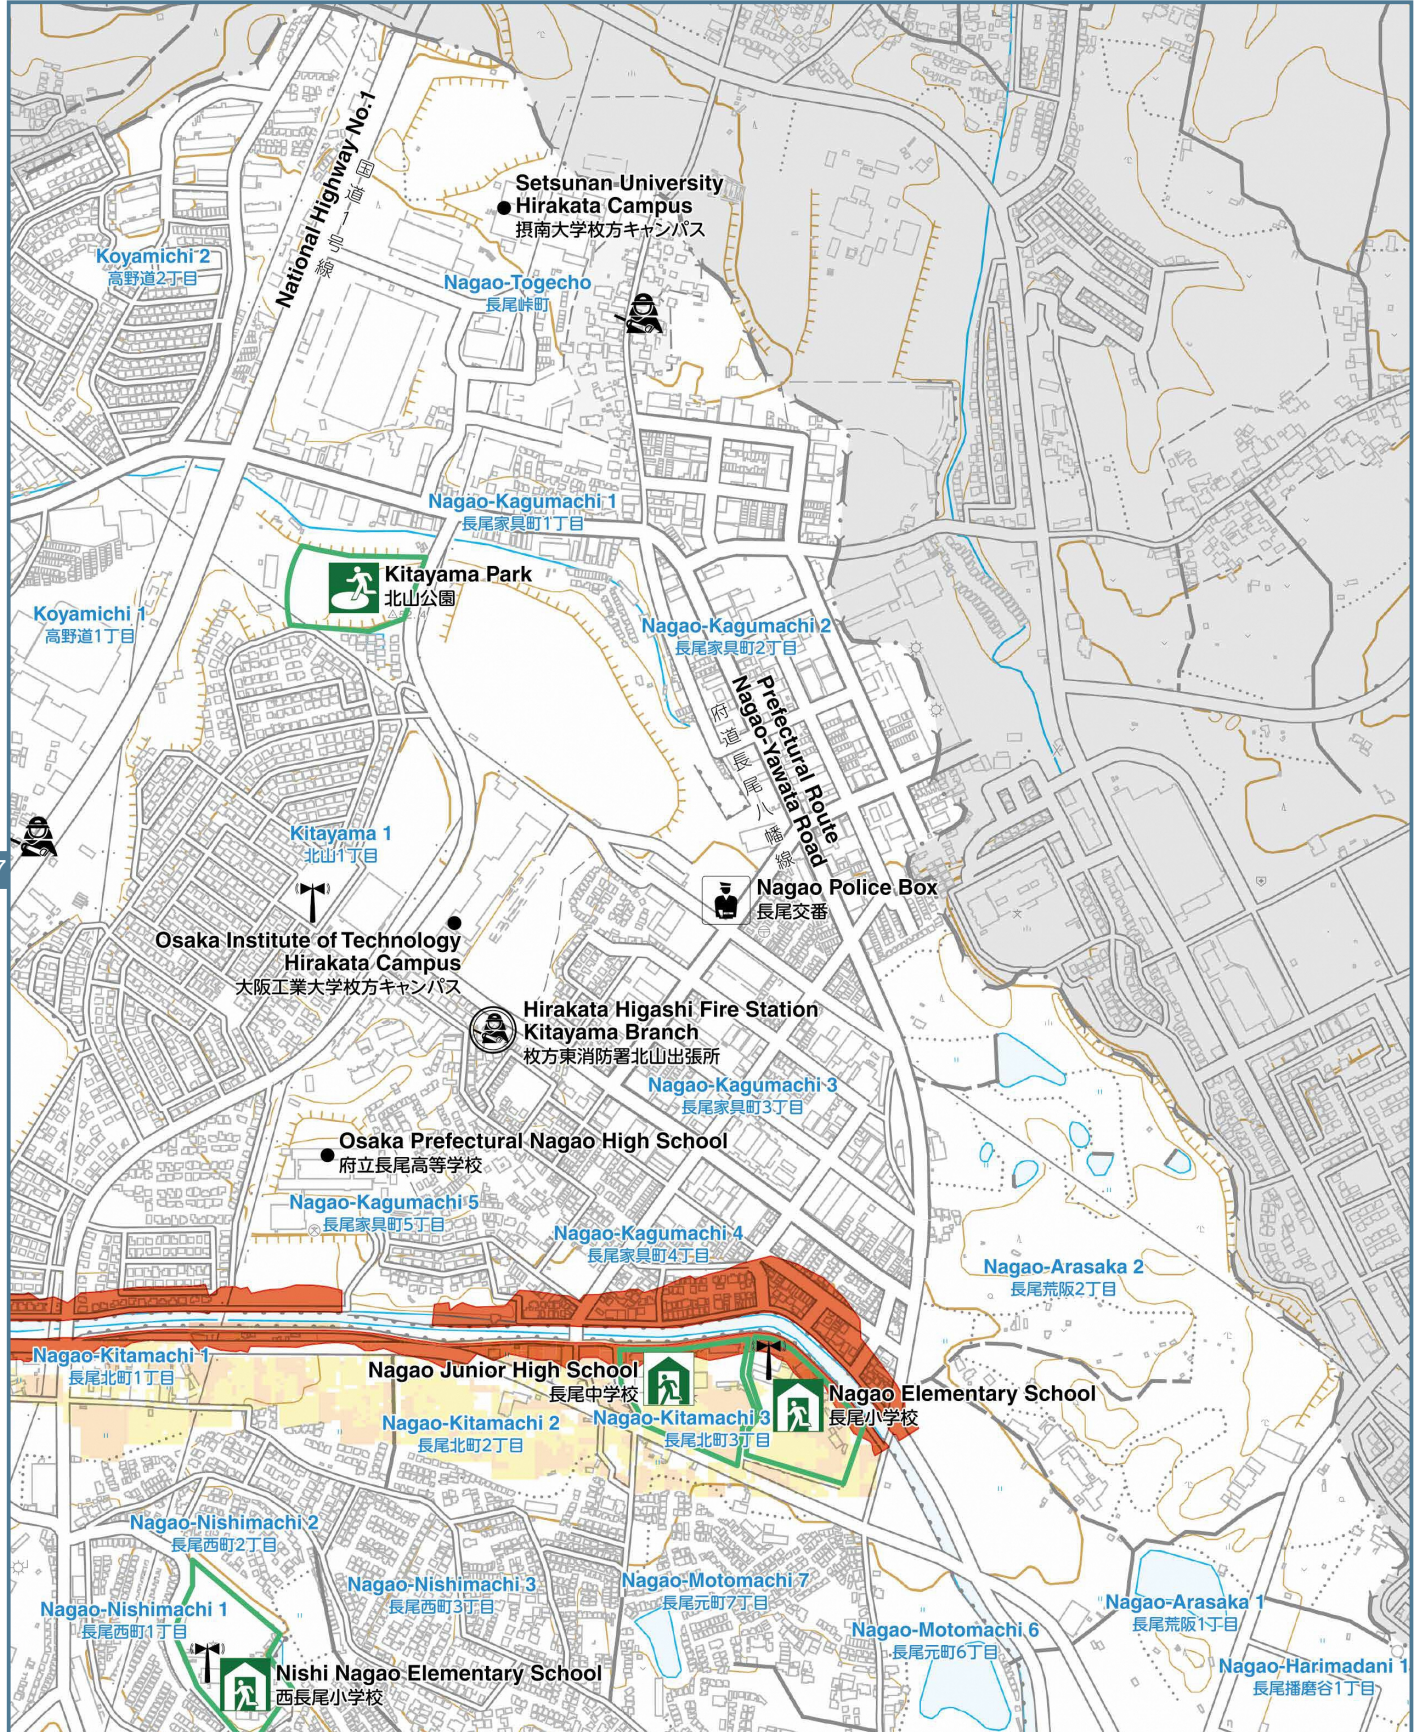 National Highway No.1
国道1号線
Setsunan University
Hirakata Campus
摂南大学枚方キャンパス
Koyamichi 2
高野道2丁目
Nagao-Togecho
長尾峠町
Nagao-Kagumachi 1
長尾家具町1丁目
Kitayama Park
北山公園
Koyamichi 1
高野道1丁目
Nagao-Kagumachi 2
長尾家具町2丁目
Prefectural Route
Nagao-Yawata Road
府道長尾八幡線
Kitayama 1
北山1丁目
7
Nagao Police Box
長尾交番
Osaka Institute of Technology
Hirakata Campus
大阪工業大学枚方キャンパス
Hirakata Higashi Fire Station
Kitayama Branch
枚方東消防署北山出張所
Nagao-Kagumachi 3
長尾家具町3丁目
Osaka Prefectural Nagao High School
府立長尾高等学校
Nagao-Kagumachi 5
長尾家具町5丁目
Nagao-Kagumachi 4
長尾家具町4丁目
Nagao-Arasaka 2
長尾荒阪2丁目
Nagao-Kitamachi 1
長尾北町1丁目
Nagao Junior High School
長尾中学校
Nagao Elementary School
長尾小学校
Nagao-Kitamachi 2
長尾北町2丁目
Nagao-Kitamachi 3
長尾北町3丁目
Nagao-Nishimachi 2
長尾西町2丁目
Nagao-Nishimachi 3
長尾西町3丁目
Nagao-Motomachi 7
長尾元町7丁目
Nagao-Nishimachi 1
長尾西町1丁目
Nagao-Arasaka 1
長尾荒阪1丁目
Nagao-Motomachi 6
長尾元町6丁目
Nishi Nagao Elementary School
西長尾小学校
Nagao-Harimadani 1
長尾播磨谷1丁目